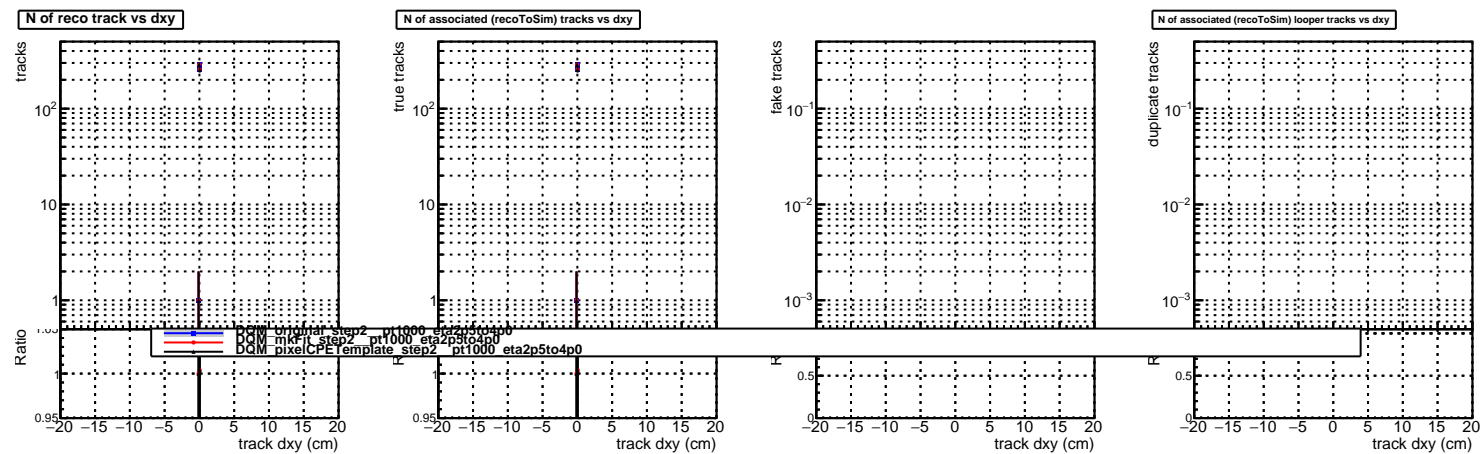 N of reco track vs dxy
N of associated (recoToSim) tracks vs dxy
N of associated (recoToSim) looper tracks vs dxy
tracks
10²
10
1
true tracks
10²
10
1
fake tracks
10⁻¹
10⁻²
10⁻³
duplicate tracks
10⁻¹
10⁻²
10⁻³
DQM_original_step2__pt1000_eta2p5to4p0
DQM_mkFit_step2__pt1000_eta2p5to4p0
DQM_pixelCPETemplate_step2__pt1000_eta2p5to4p0
Ratio
1
0.95
1
0.95
0.5
0
0.5
0
−20 −15 −10 −5 0 5 10 15 20
−20 −15 −10 −5 0 5 10 15 20
−20 −15 −10 −5 0 5 10 15 20
−20 −15 −10 −5 0 5 10 15 20
track dxy (cm)
track dxy (cm)
track dxy (cm)
track dxy (cm)